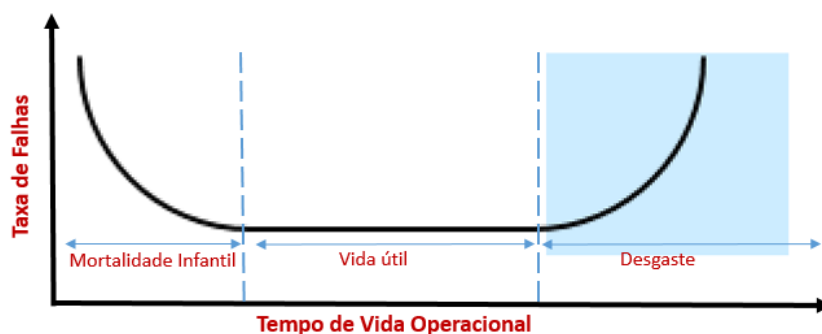 Taxa de Falhas
Mortalidade Infantil
Vida útil
Desgaste
Tempo de Vida Operacional